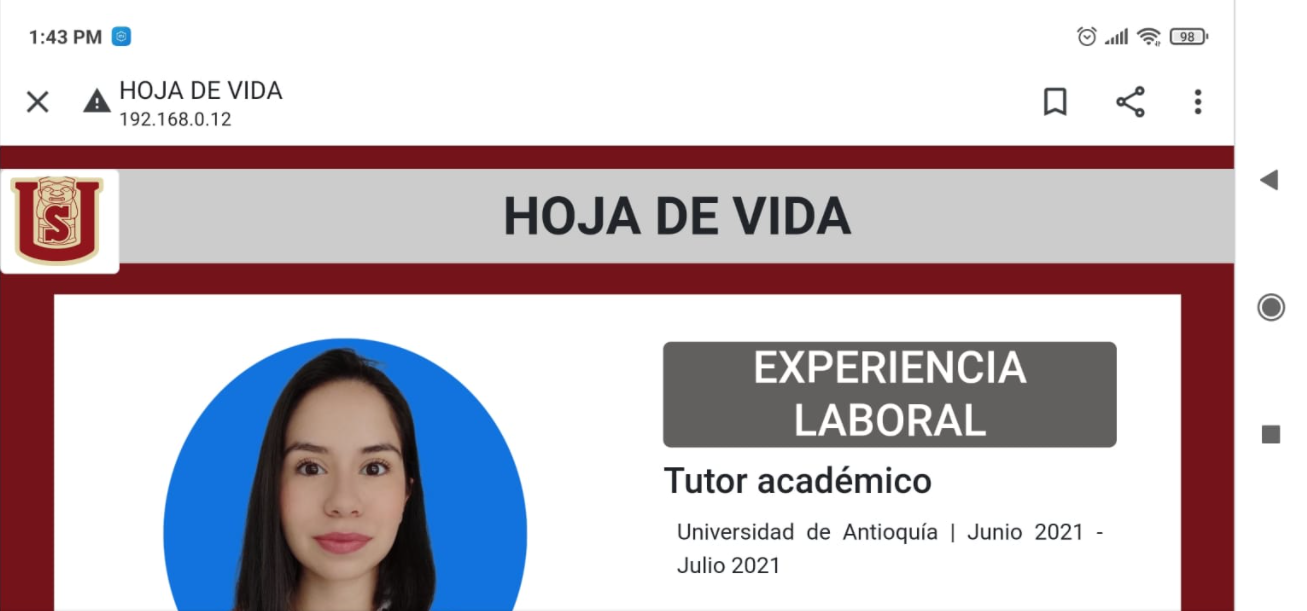 1:43 PM
98
HOJA DE VIDA
192.168.0.12
US
HOJA DE VIDA
EXPERIENCIA
LABORAL
Tutor académico
Universidad de Antioquía | Junio 2021 -
Julio 2021